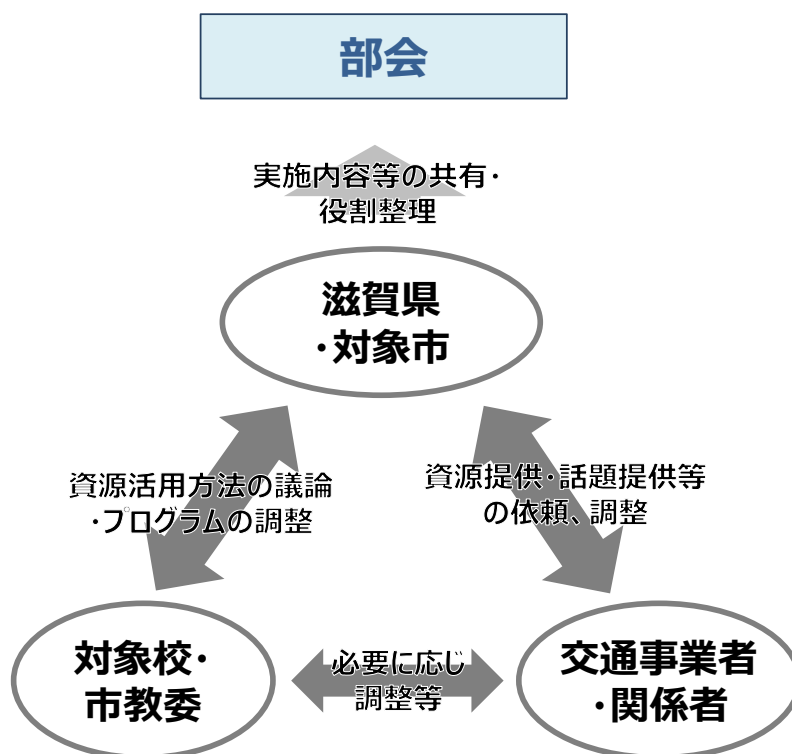 部会
実施内容等の共有・
役割整理
滋賀県
・対象市
資源活用方法の議論
・プログラムの調整
資源提供・話題提供等
の依頼、調整
対象校・
市教委
必要に応じ
調整等
交通事業者
・関係者